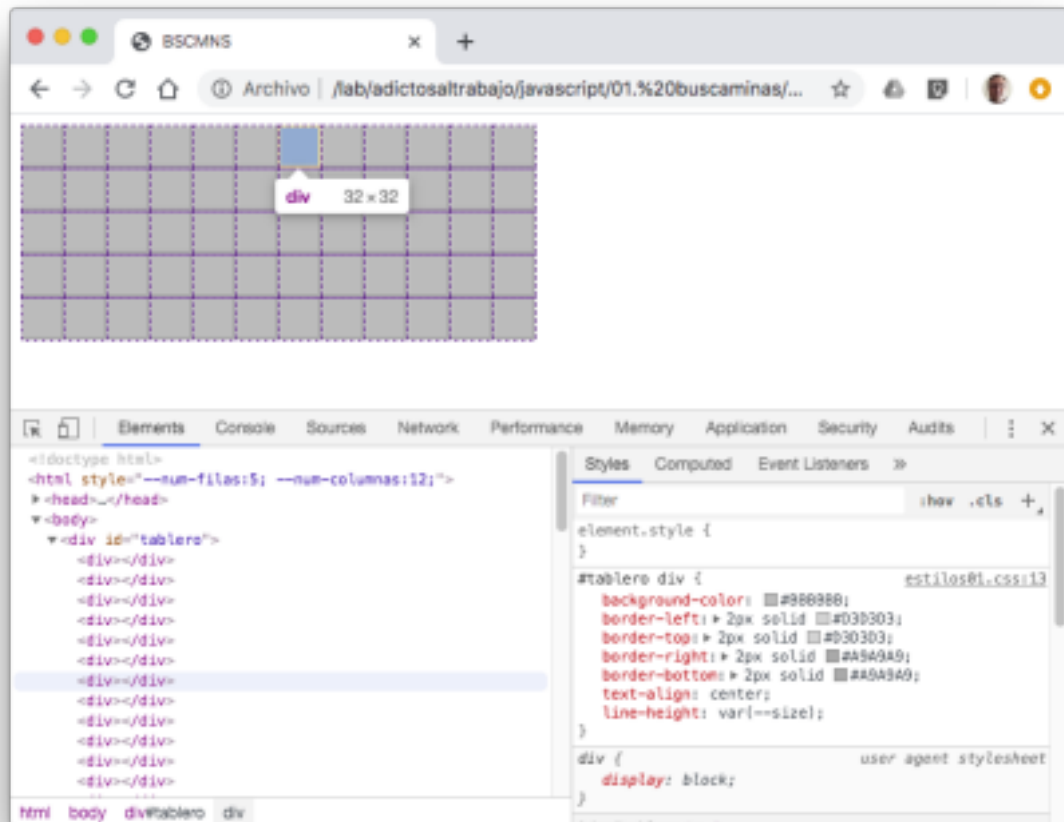 BSCMNS
Archivo | /lab/adictosaltrabajo/javascript/01.%20buscaminas/...
div 32 × 32
Elements Console Sources Network Performance Memory Application Security Audits
<!doctype html>
<html style="--num-filas:5; --num-columnas:12;">
<head>…</head>
<body>
<div id="tablero">
<div></div>
<div></div>
<div></div>
<div></div>
<div></div>
<div></div>
<div></div>
<div></div>
<div></div>
<div></div>
<div></div>
<div></div>
html body div#tablero div
Styles Computed Event Listeners »
Filter :hov .cls +
element.style {
}
#tablero div { estilos01.css:13
background-color: #BBBBBB;
border-left: 2px solid #D3D3D3;
border-top: 2px solid #D3D3D3;
border-right: 2px solid #A9A9A9;
border-bottom: 2px solid #A9A9A9;
text-align: center;
line-height: var(--size);
}
div { user agent stylesheet
display: block;
}